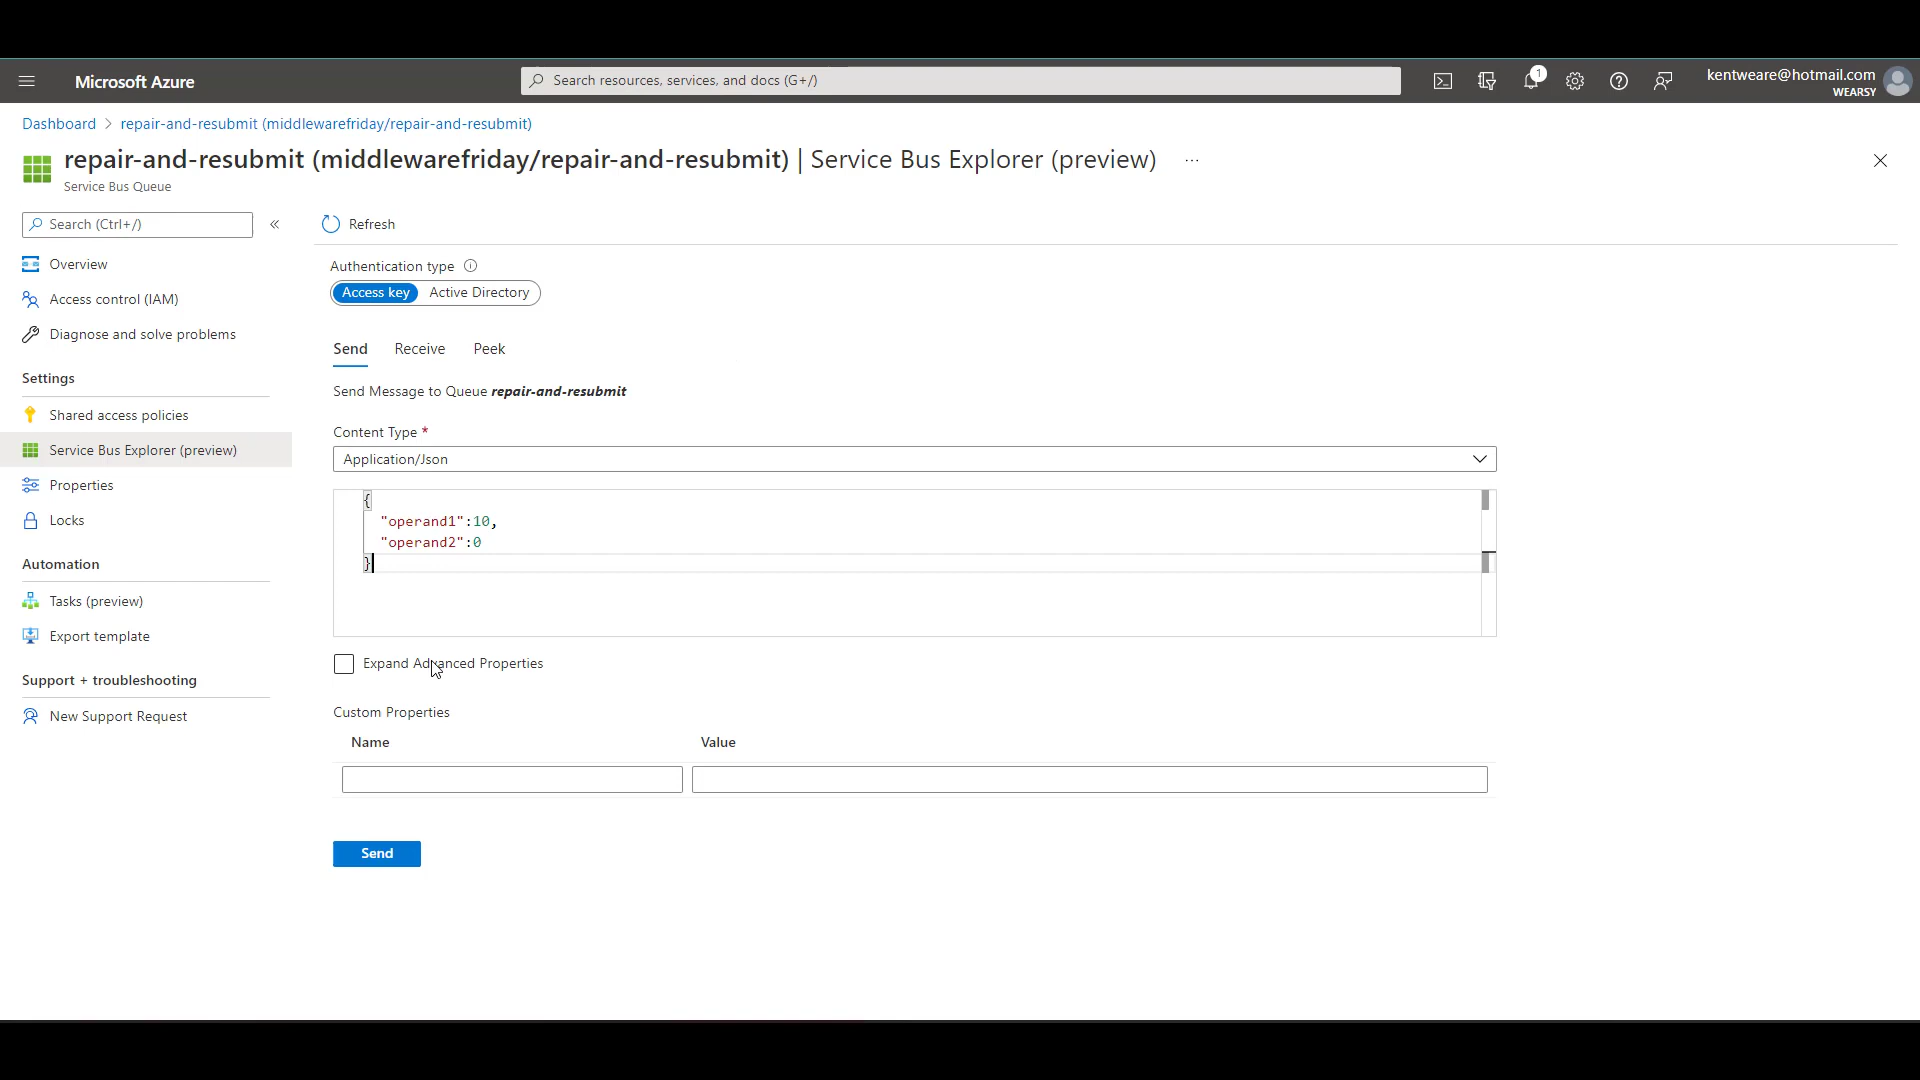 Microsoft Azure
Search resources, services, and docs (G+/)
1
kentweare@hotmail.com
WEARSY
Dashboard > repair-and-resubmit (middlewarefriday/repair-and-resubmit)
repair-and-resubmit (middlewarefriday/repair-and-resubmit) | Service Bus Explorer (preview) ...
Service Bus Queue
Search (Ctrl+/)
«
Refresh
Overview
Access control (IAM)
Diagnose and solve problems
Settings
Shared access policies
Service Bus Explorer (preview)
Properties
Locks
Automation
Tasks (preview)
Export template
Support + troubleshooting
New Support Request
Authentication type
Access key Active Directory
Send Receive Peek
Send Message to Queue repair-and-resubmit
Content Type *
Application/Json
{
"operand1":10,
"operand2":0
}
Expand Advanced Properties
Custom Properties
Name Value
Send